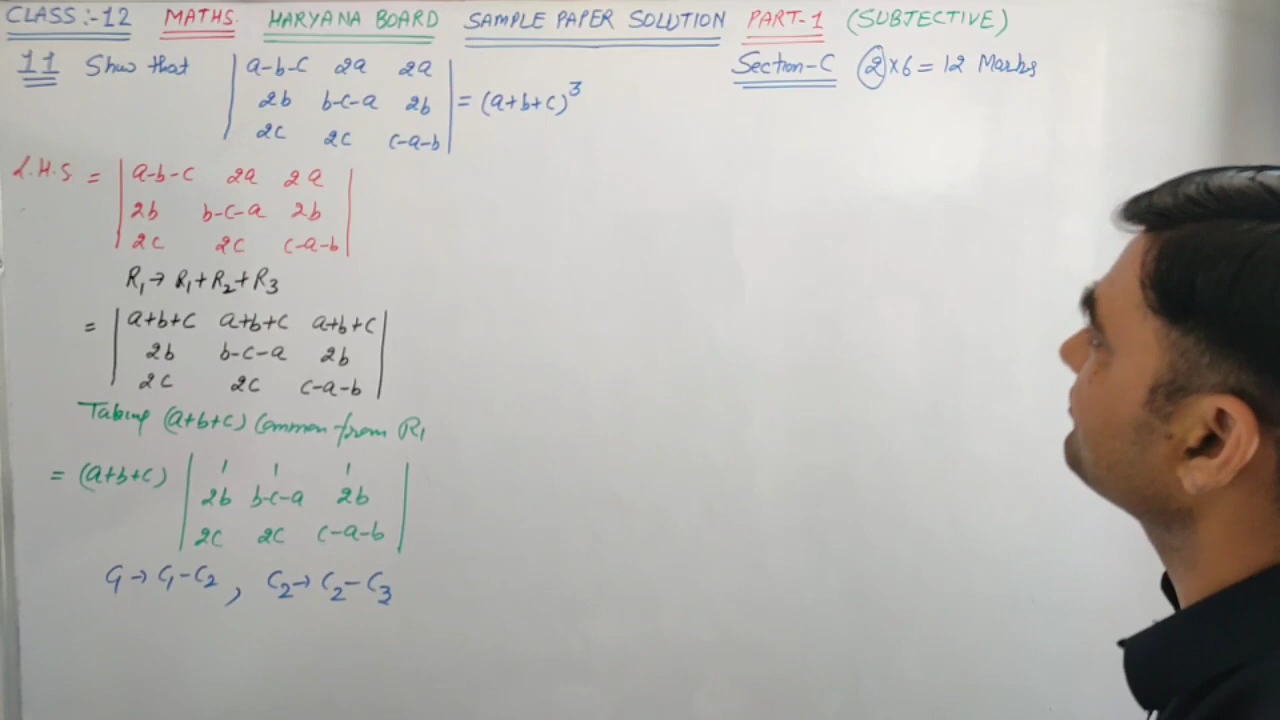 CLASS :- 12 MATHS. HARYANA BOARD SAMPLE PAPER SOLUTION PART-1 (SUBJECTIVE)
11 Show that | a-b-c 2a 2a |
| 2b b-c-a 2b | = (a+b+c)³
| 2c 2c c-a-b |
Section-C (2)×6 = 12 Marks
L.H.S = | a-b-c 2a 2a |
| 2b b-c-a 2b |
| 2c 2c c-a-b |
R₁→ R₁+R₂+R₃
= | a+b+c a+b+c a+b+c |
| 2b b-c-a 2b |
| 2c 2c c-a-b |
Taking (a+b+c) Common from R₁
= (a+b+c) | 1 1 1 |
| 2b b-c-a 2b |
| 2c 2c c-a-b |
C₁→ C₁-C₂ , C₂→ C₂-C₃